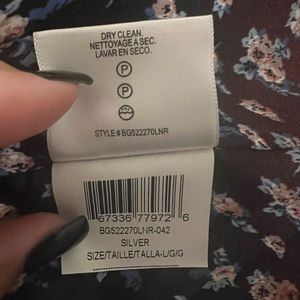 DRY CLEAN.
NETTOYAGE A SEC.
LAVAR EN SECO.
P
P
STYLE # BG522270LNR
67336 77972 6
BG522270LNR-042
SILVER
SIZE/TAILLE/TALLA-L/G/G